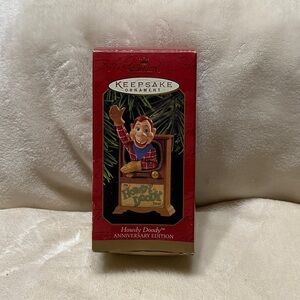 KEEPSAKE
ORNAMENT
HOWDY
DOODY
Howdy Doody™
ANNIVERSARY EDITION